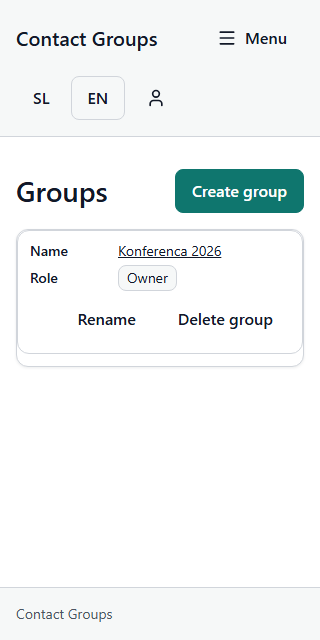 Contact Groups
Menu
SL
EN
Groups
Create group
Name
Konferenca 2026
Role
Owner
Rename
Delete group
Contact Groups